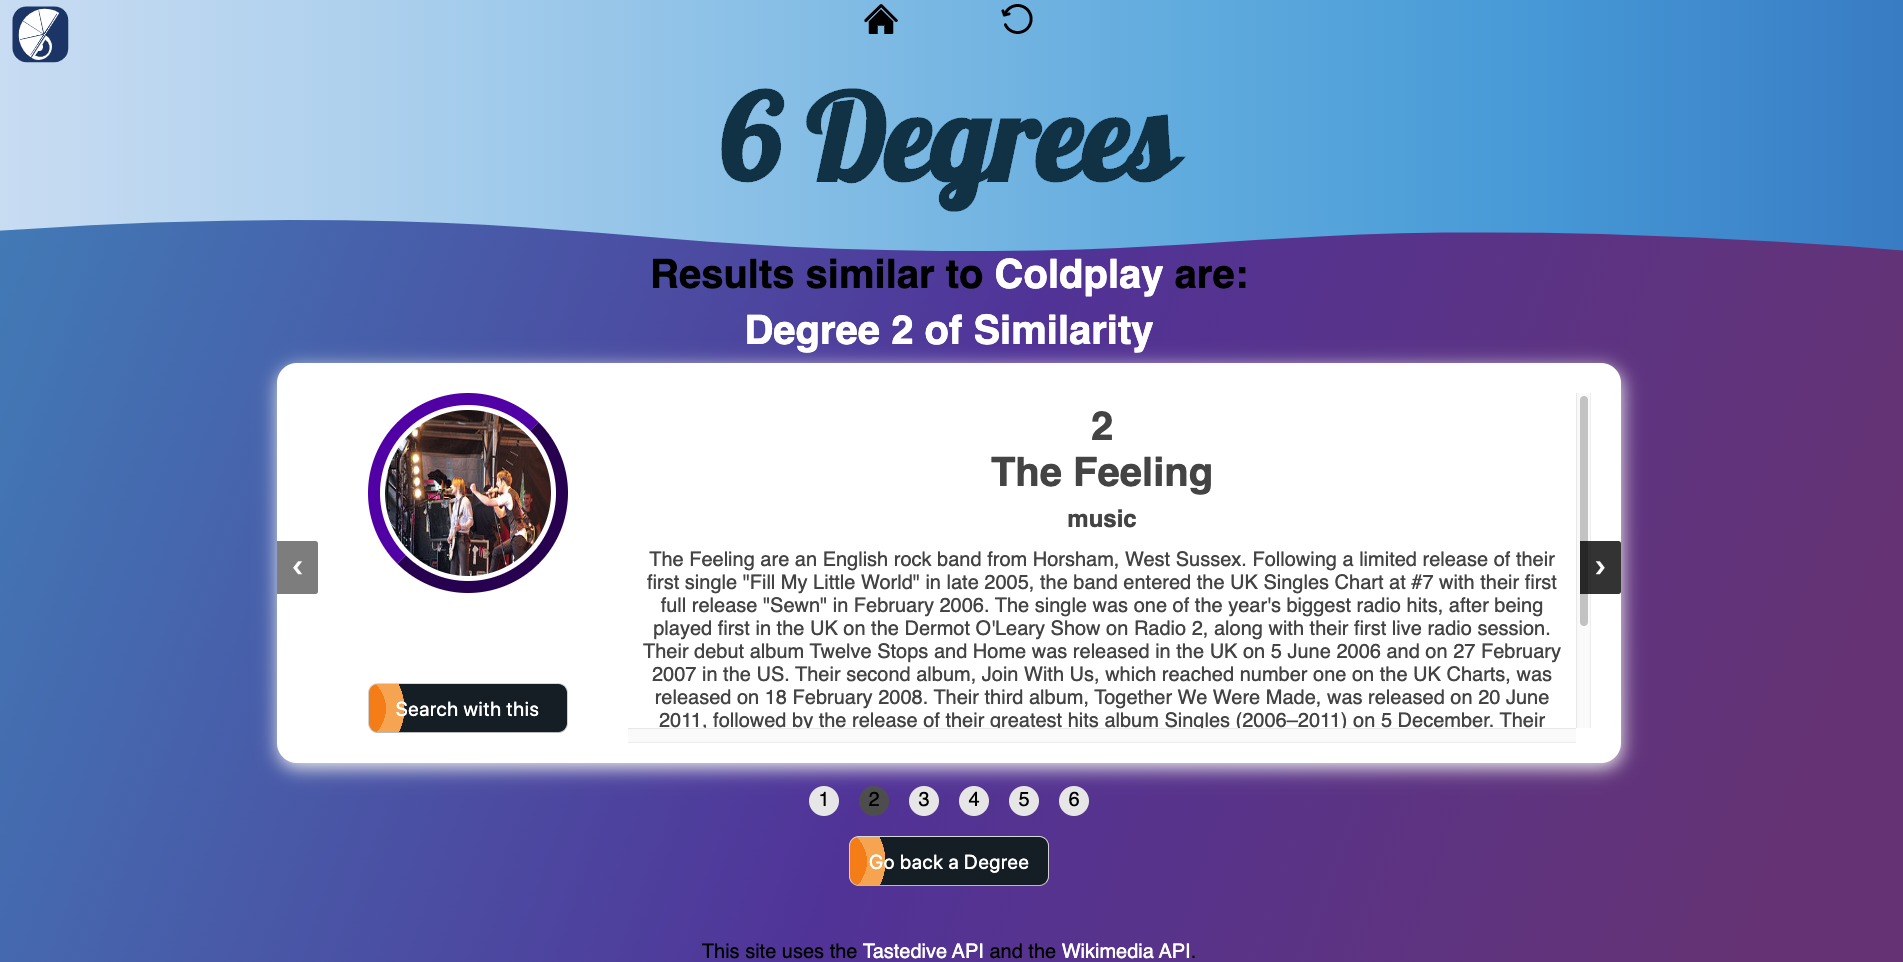 6 Degrees
Results similar to Coldplay are:
Degree 2 of Similarity
2
The Feeling
music
The Feeling are an English rock band from Horsham, West Sussex. Following a limited release of their
first single "Fill My Little World" in late 2005, the band entered the UK Singles Chart at #7 with their first
full release "Sewn" in February 2006. The single was one of the year's biggest radio hits, after being
played first in the UK on the Dermot O'Leary Show on Radio 2, along with their first live radio session.
Their debut album Twelve Stops and Home was released in the UK on 5 June 2006 and on 27 February
2007 in the US. Their second album, Join With Us, which reached number one on the UK Charts, was
released on 18 February 2008. Their third album, Together We Were Made, was released on 20 June
2011, followed by the release of their greatest hits album Singles (2006–2011) on 5 December. Their
‹
›
Search with this
1 2 3 4 5 6
Go back a Degree
This site uses the Tastedive API and the Wikimedia API.